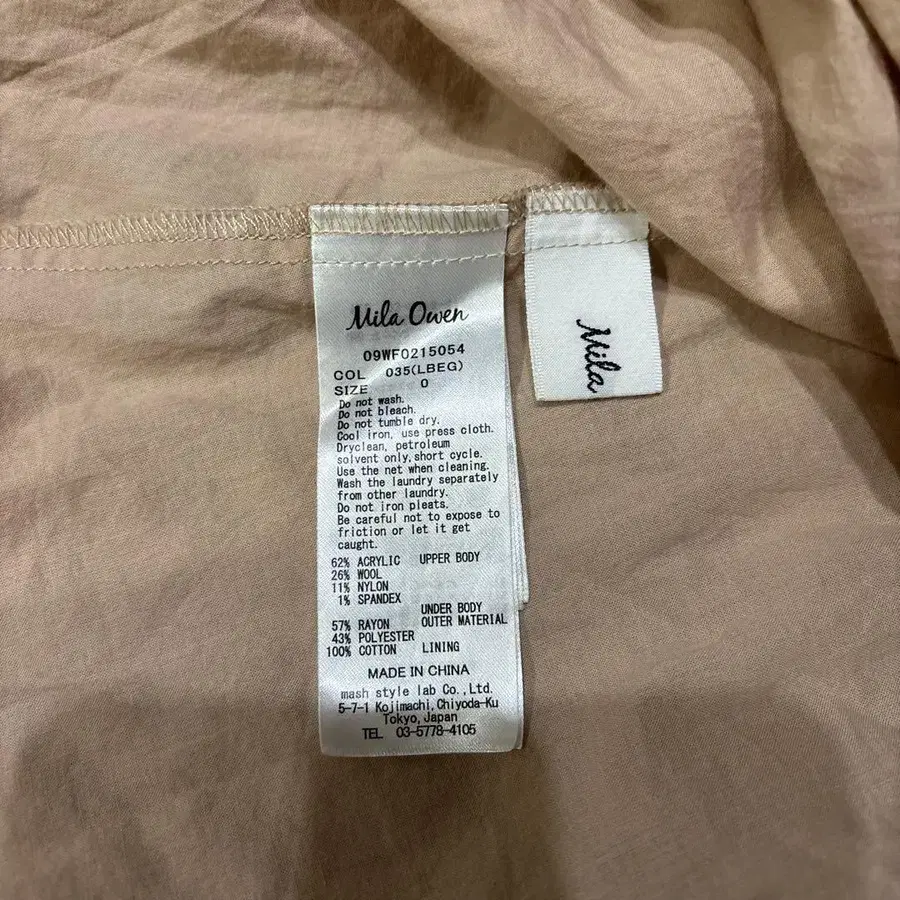 Mila Owen
09WF0215054
COL 035(LBEG)
SIZE 0
Do not wash.
Do not bleach.
Do not tumble dry.
Cool iron, use press cloth.
Dryclean, petroleum
solvent only, short cycle.
Use the net when cleaning.
Wash the laundry separately
from other laundry.
Do not iron pleats.
Be careful not to expose to
friction or let it get
caught.
62% ACRYLIC UPPER BODY
26% WOOL
11% NYLON
1% SPANDEX
UNDER BODY
57% RAYON OUTER MATERIAL
43% POLYESTER
100% COTTON LINING
MADE IN CHINA
mash style lab Co.,Ltd.
5-7-1 Kojimachi,Chiyoda-Ku
Tokyo,Japan
TEL 03-5778-4105
Mila